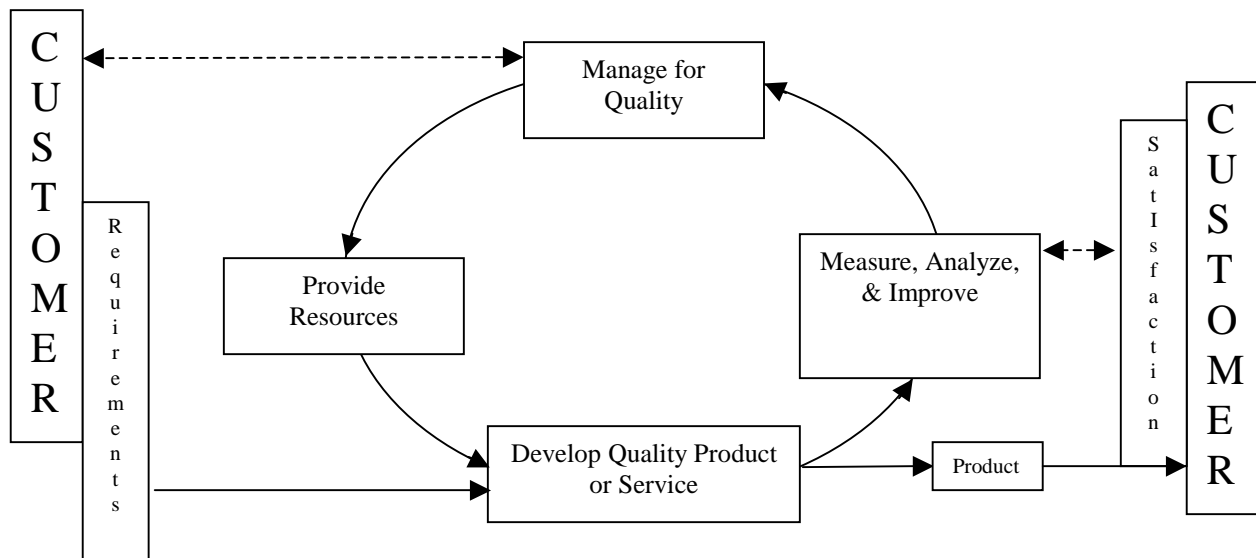 CUSTOMER
Requirements
Manage for
Quality
Provide
Resources
Measure, Analyze,
& Improve
Develop Quality Product
or Service
Product
SatIsfaction
CUSTOMER